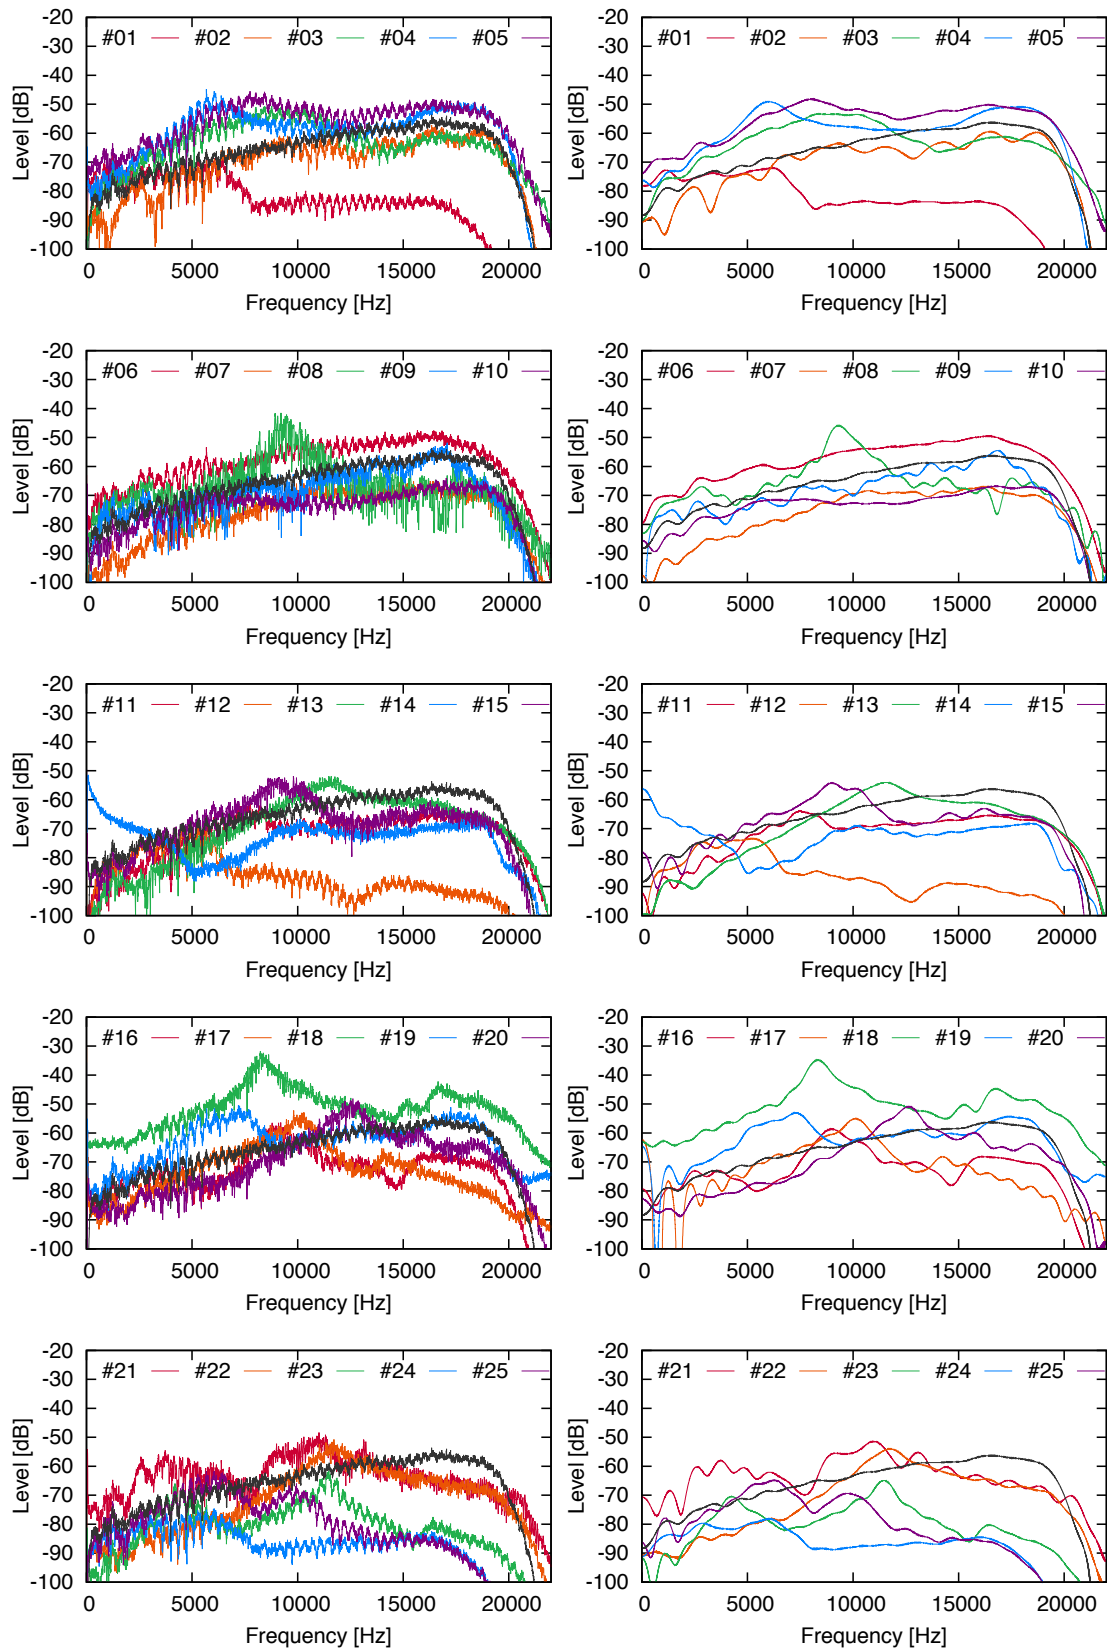 -20
-30
-40
-50
-60
-70
-80
-90
-100
Level [dB]
#01 #02 #03 #04 #05
0 5000 10000 15000 20000
Frequency [Hz]
-20
-30
-40
-50
-60
-70
-80
-90
-100
Level [dB]
#01 #02 #03 #04 #05
0 5000 10000 15000 20000
Frequency [Hz]
-20
-30
-40
-50
-60
-70
-80
-90
-100
Level [dB]
#06 #07 #08 #09 #10
0 5000 10000 15000 20000
Frequency [Hz]
-20
-30
-40
-50
-60
-70
-80
-90
-100
Level [dB]
#06 #07 #08 #09 #10
0 5000 10000 15000 20000
Frequency [Hz]
-20
-30
-40
-50
-60
-70
-80
-90
-100
Level [dB]
#11 #12 #13 #14 #15
0 5000 10000 15000 20000
Frequency [Hz]
-20
-30
-40
-50
-60
-70
-80
-90
-100
Level [dB]
#11 #12 #13 #14 #15
0 5000 10000 15000 20000
Frequency [Hz]
-20
-30
-40
-50
-60
-70
-80
-90
-100
Level [dB]
#16 #17 #18 #19 #20
0 5000 10000 15000 20000
Frequency [Hz]
-20
-30
-40
-50
-60
-70
-80
-90
-100
Level [dB]
#16 #17 #18 #19 #20
0 5000 10000 15000 20000
Frequency [Hz]
-20
-30
-40
-50
-60
-70
-80
-90
-100
Level [dB]
#21 #22 #23 #24 #25
0 5000 10000 15000 20000
Frequency [Hz]
-20
-30
-40
-50
-60
-70
-80
-90
-100
Level [dB]
#21 #22 #23 #24 #25
0 5000 10000 15000 20000
Frequency [Hz]